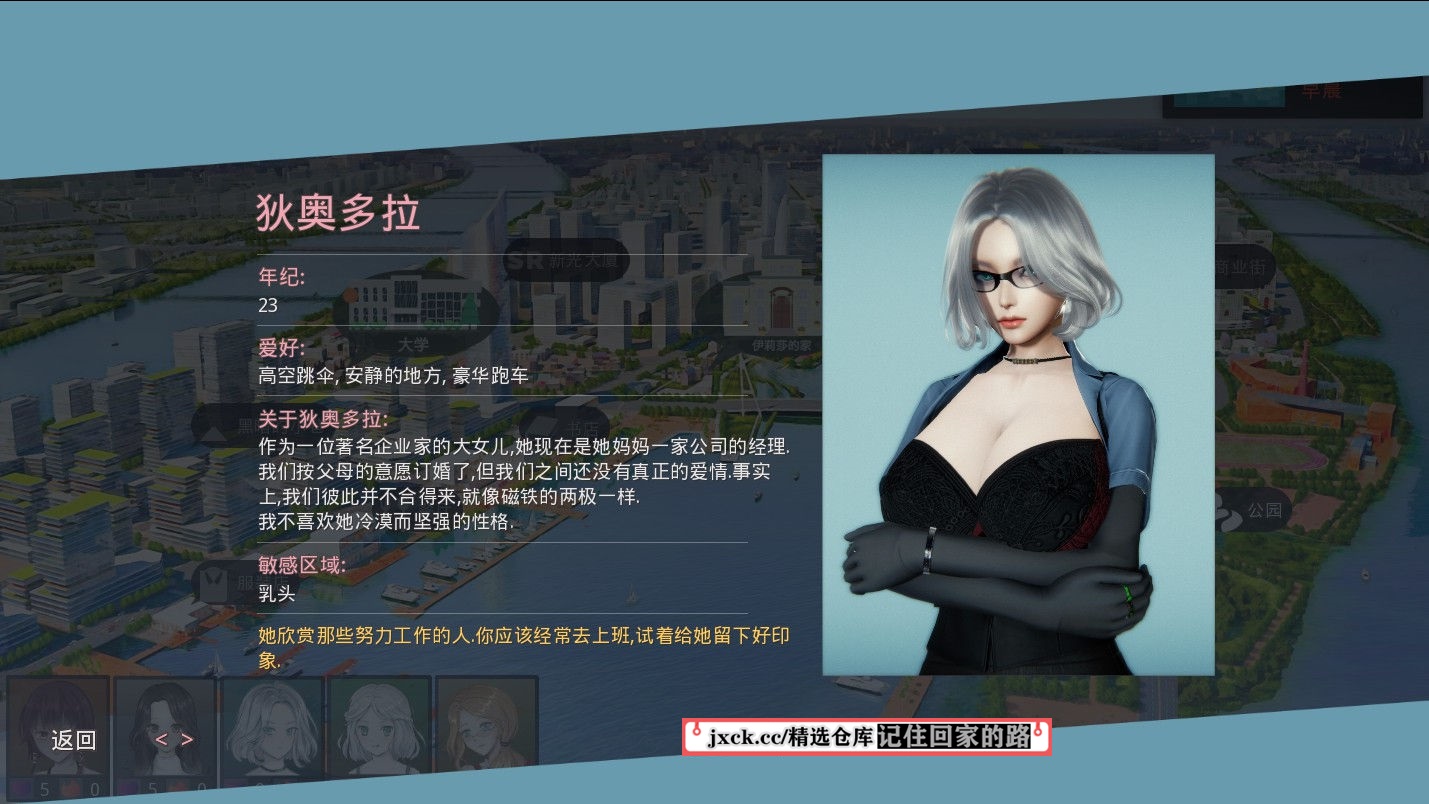 早晨
狄奥多拉
SR 新光大厦
年纪:
商业街
23
爱好:
大学
伊莉莎的家
高空跳伞, 安静的地方, 豪华跑车
关于狄奥多拉:
书店
作为一位著名企业家的大女儿,她现在是她妈妈一家公司的经理.
我们按父母的意愿订婚了,但我们之间还没有真正的爱情.事实
上,我们彼此并不合得来,就像磁铁的两极一样.
公园
我不喜欢她冷漠而坚强的性格.
敏感区域:
乳头
她欣赏那些努力工作的人.你应该经常去上班,试着给她留下好印
象.
返回
< >
jxck.cc/精选仓库 记住回家的路
5 0 5 0